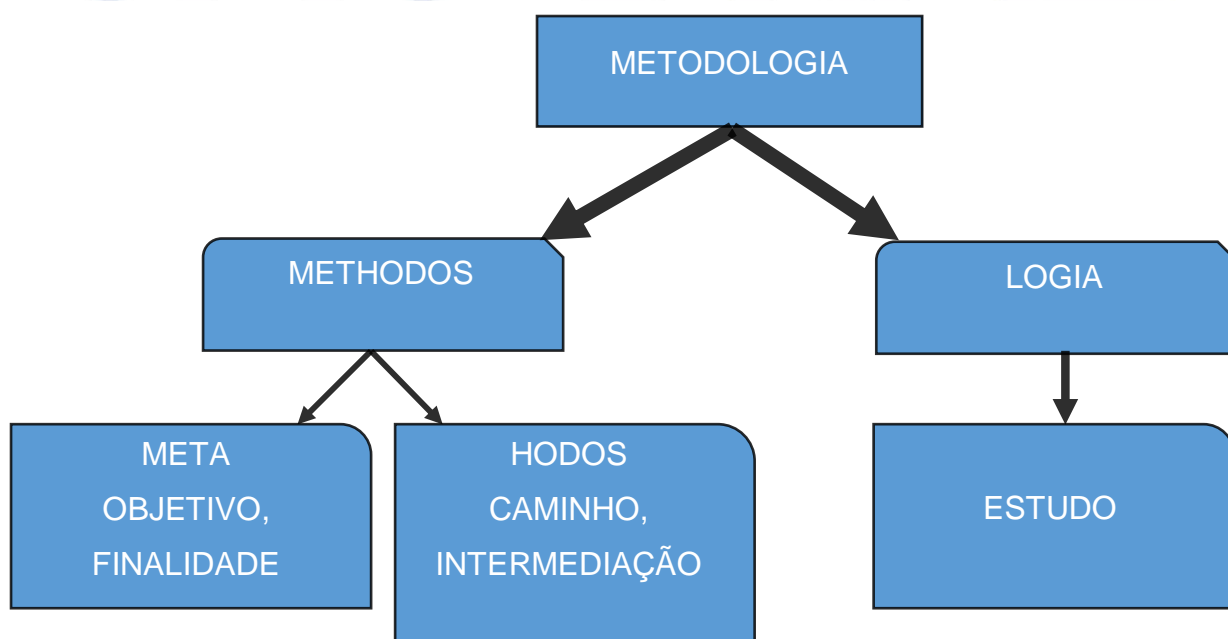 METODOLOGIA
METHODOS
LOGIA
META
OBJETIVO,
FINALIDADE
HODOS
CAMINHO,
INTERMEDIAÇÃO
ESTUDO